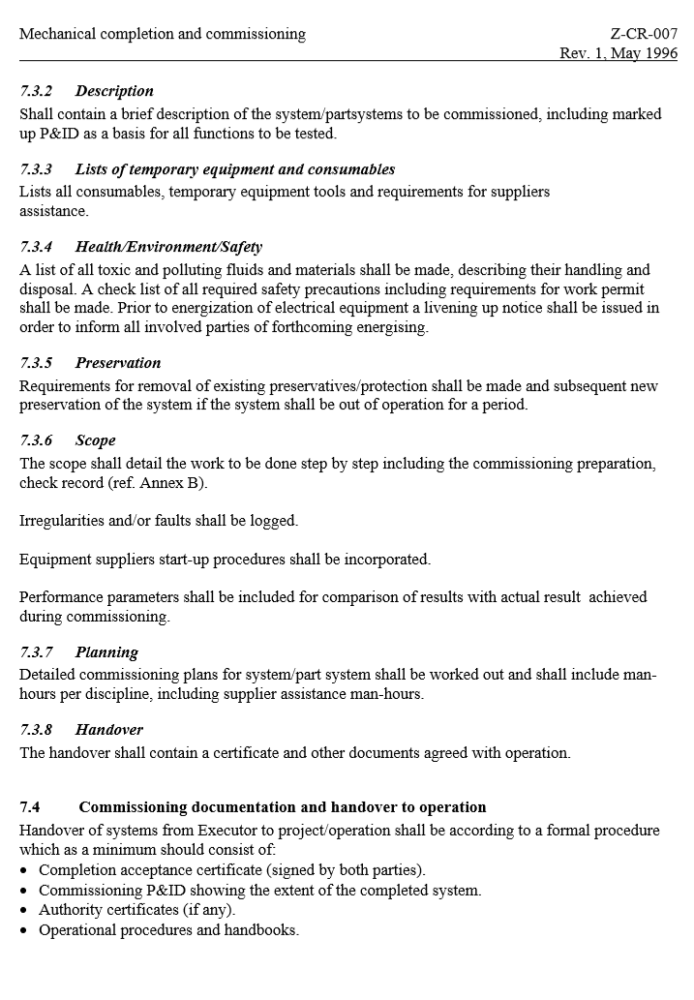 Mechanical completion and commissioning Z-CR-007
Rev. 1, May 1996
7.3.2 Description
Shall contain a brief description of the system/partsystems to be commissioned, including marked
up P&ID as a basis for all functions to be tested.
7.3.3 Lists of temporary equipment and consumables
Lists all consumables, temporary equipment tools and requirements for suppliers
assistance.
7.3.4 Health/Environment/Safety
A list of all toxic and polluting fluids and materials shall be made, describing their handling and
disposal. A check list of all required safety precautions including requirements for work permit
shall be made. Prior to energization of electrical equipment a livening up notice shall be issued in
order to inform all involved parties of forthcoming energising.
7.3.5 Preservation
Requirements for removal of existing preservatives/protection shall be made and subsequent new
preservation of the system if the system shall be out of operation for a period.
7.3.6 Scope
The scope shall detail the work to be done step by step including the commissioning preparation,
check record (ref. Annex B).
Irregularities and/or faults shall be logged.
Equipment suppliers start-up procedures shall be incorporated.
Performance parameters shall be included for comparison of results with actual result achieved
during commissioning.
7.3.7 Planning
Detailed commissioning plans for system/part system shall be worked out and shall include man-
hours per discipline, including supplier assistance man-hours.
7.3.8 Handover
The handover shall contain a certificate and other documents agreed with operation.
7.4 Commissioning documentation and handover to operation
Handover of systems from Executor to project/operation shall be according to a formal procedure
which as a minimum should consist of:
• Completion acceptance certificate (signed by both parties).
• Commissioning P&ID showing the extent of the completed system.
• Authority certificates (if any).
• Operational procedures and handbooks.